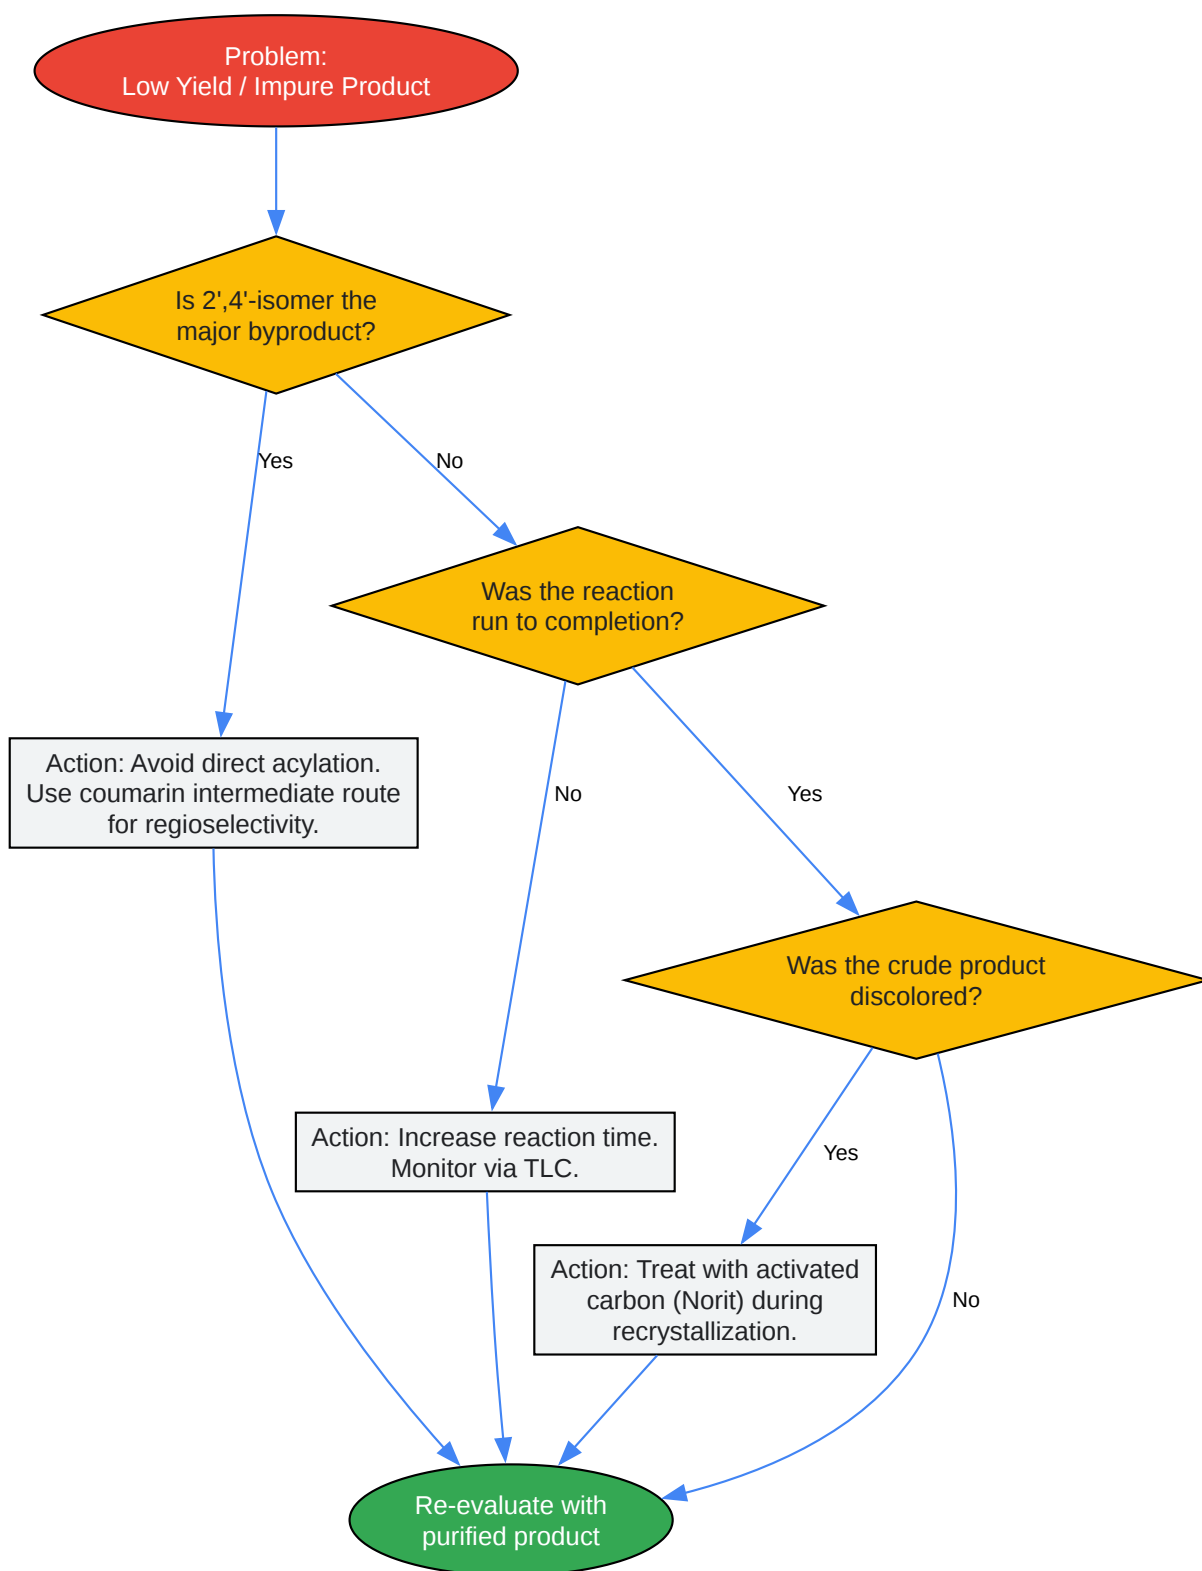 Problem:
Low Yield / Impure Product
Is 2',4'-isomer the
major byproduct?
Yes
No
Was the reaction
run to completion?
Action: Avoid direct acylation.
Use coumarin intermediate route
for regioselectivity.
No
Yes
Was the crude product
discolored?
Action: Increase reaction time.
Monitor via TLC.
Yes
Action: Treat with activated
carbon (Norit) during
recrystallization.
No
Re-evaluate with
purified product